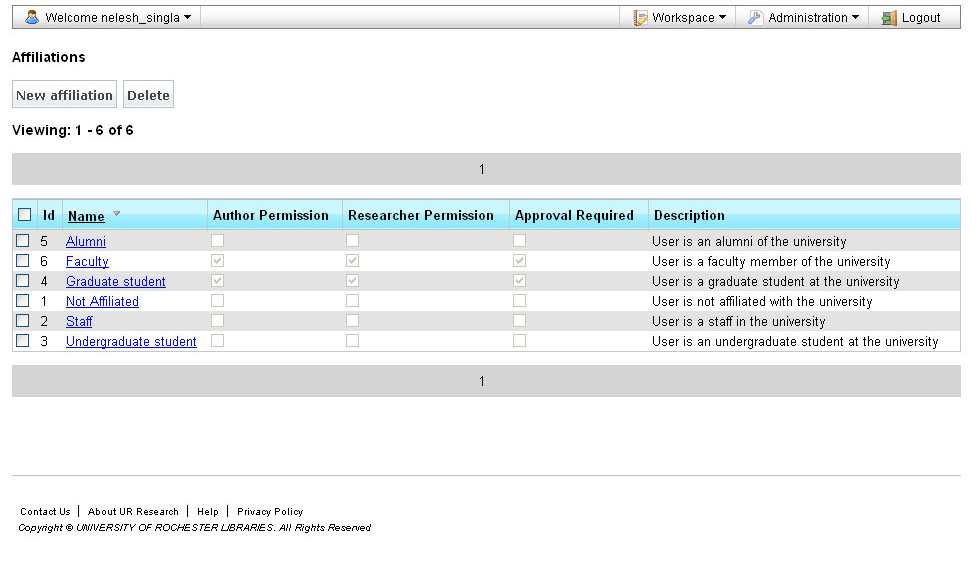 Welcome nelesh_singla Workspace Administration Logout
Affiliations
New affiliation Delete
Viewing: 1 - 6 of 6
1
Id Name Author Permission Researcher Permission Approval Required Description
5 Alumni User is an alumni of the university
6 Faculty User is a faculty member of the university
4 Graduate student User is a graduate student at the university
1 Not Affiliated User is not affiliated with the university
2 Staff User is a staff in the university
3 Undergraduate student User is an undergraduate student at the university
1
Contact Us | About UR Research | Help | Privacy Policy
Copyright © UNIVERSITY OF ROCHESTER LIBRARIES. All Rights Reserved